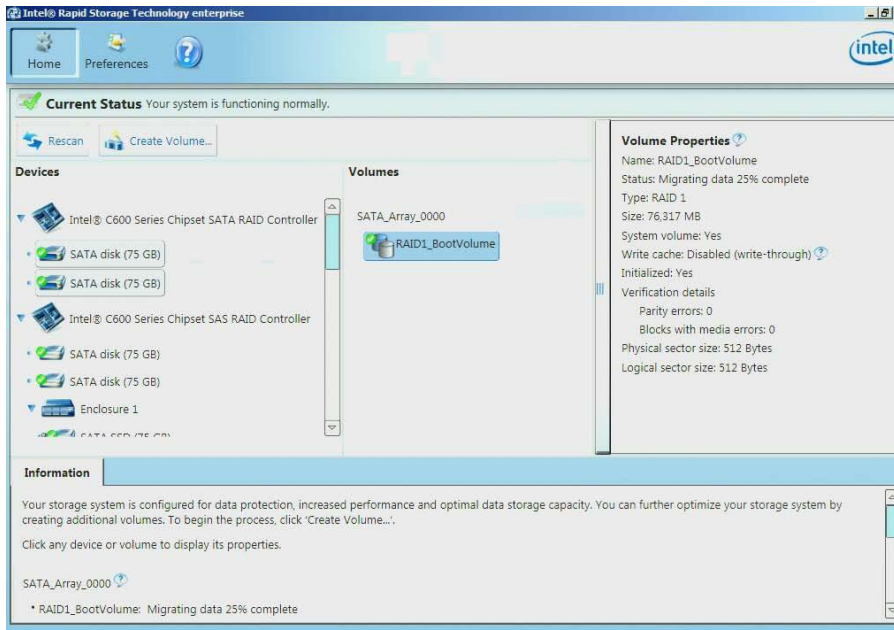 Intel® Rapid Storage Technology enterprise
Home
Preferences
intel
Current Status Your system is functioning normally.
Rescan
Create Volume...
Devices
Intel® C600 Series Chipset SATA RAID Controller
SATA disk (75 GB)
SATA disk (75 GB)
Intel® C600 Series Chipset SAS RAID Controller
SATA disk (75 GB)
SATA disk (75 GB)
Enclosure 1
SATA SSD (75 GB)
Volumes
SATA_Array_0000
RAID1_BootVolume
Volume Properties ?
Name: RAID1_BootVolume
Status: Migrating data 25% complete
Type: RAID 1
Size: 76,317 MB
System volume: Yes
Write cache: Disabled (write-through) ?
Initialized: Yes
Verification details
Parity errors: 0
Blocks with media errors: 0
Physical sector size: 512 Bytes
Logical sector size: 512 Bytes
Information
Your storage system is configured for data protection, increased performance and optimal data storage capacity. You can further optimize your storage system by
creating additional volumes. To begin the process, click 'Create Volume...'.
Click any device or volume to display its properties.
SATA_Array_0000 ?
• RAID1_BootVolume: Migrating data 25% complete